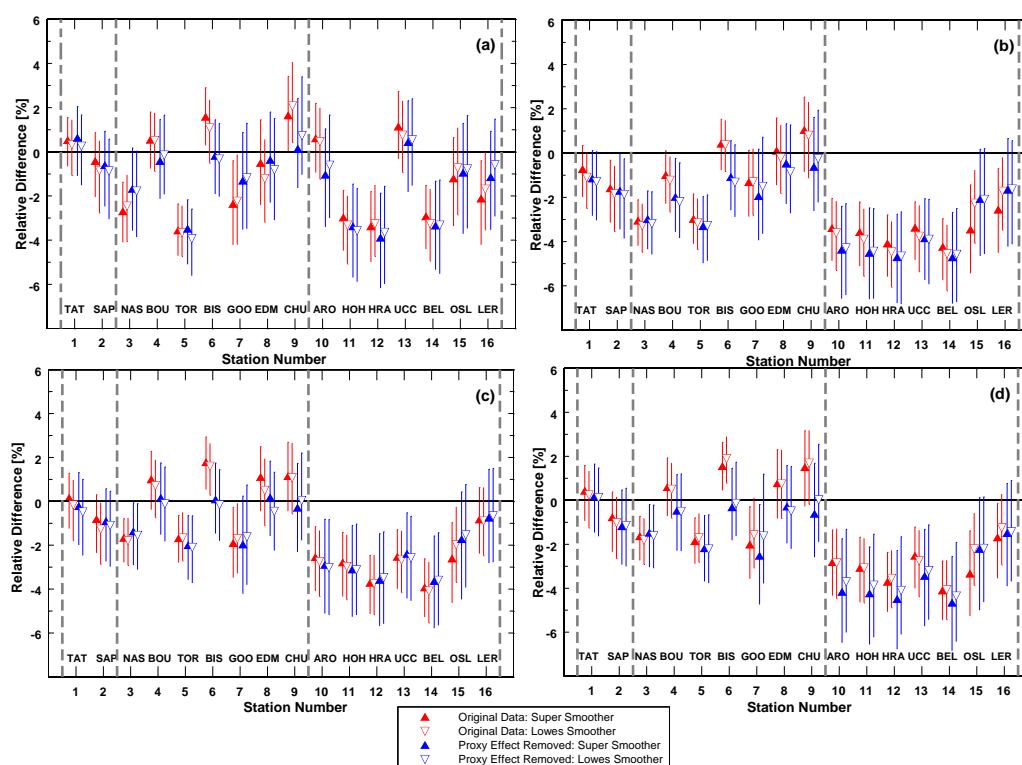 (a)
6
4
2
0
-2
-4
-6
Relative Difference [%]
TAT SAP NAS BOU TOR BIS GOO EDM CHU ARO HOH HRA UCC BEL OSL LER
1 2 3 4 5 6 7 8 9 10 11 12 13 14 15 16
Station Number
(b)
6
4
2
0
-2
-4
-6
Relative Difference [%]
TAT SAP NAS BOU TOR BIS GOO EDM CHU ARO HOH HRA UCC BEL OSL LER
1 2 3 4 5 6 7 8 9 10 11 12 13 14 15 16
Station Number
(c)
6
4
2
0
-2
-4
-6
Relative Difference [%]
TAT SAP NAS BOU TOR BIS GOO EDM CHU ARO HOH HRA UCC BEL OSL LER
1 2 3 4 5 6 7 8 9 10 11 12 13 14 15 16
Station Number
(d)
6
4
2
0
-2
-4
-6
Relative Difference [%]
TAT SAP NAS BOU TOR BIS GOO EDM CHU ARO HOH HRA UCC BEL OSL LER
1 2 3 4 5 6 7 8 9 10 11 12 13 14 15 16
Station Number
Original Data: Super Smoother
Original Data: Lowes Smoother
Proxy Effect Removed: Super Smoother
Proxy Effect Removed: Lowes Smoother